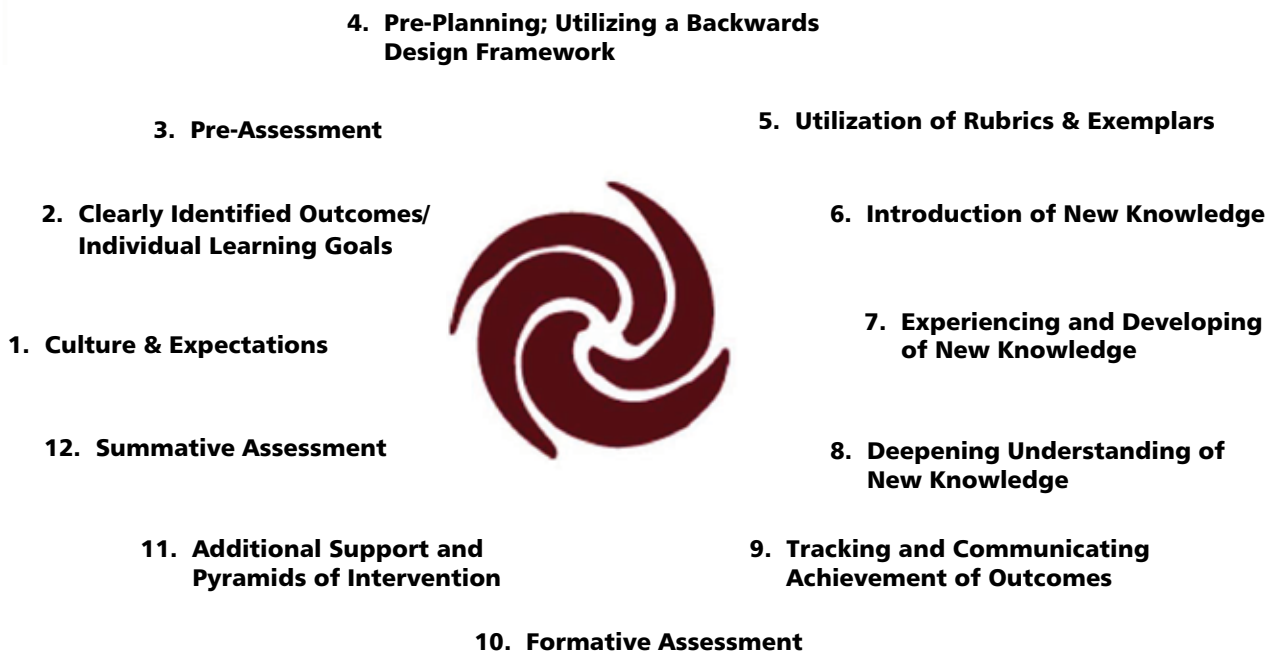 4. Pre-Planning; Utilizing a Backwards
Design Framework
3. Pre-Assessment
5. Utilization of Rubrics & Exemplars
2. Clearly Identified Outcomes/
Individual Learning Goals
6. Introduction of New Knowledge
7. Experiencing and Developing
of New Knowledge
1. Culture & Expectations
12. Summative Assessment
8. Deepening Understanding of
New Knowledge
11. Additional Support and
Pyramids of Intervention
9. Tracking and Communicating
Achievement of Outcomes
10. Formative Assessment